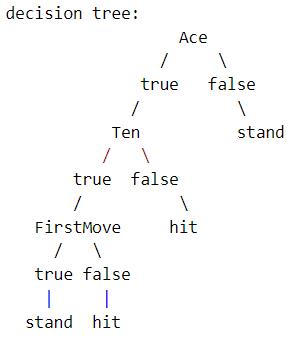 decision tree:
Ace
/ \
true false
/ \
Ten stand
/ \
true false
/ \
FirstMove hit
/ \
true false
| |
stand hit